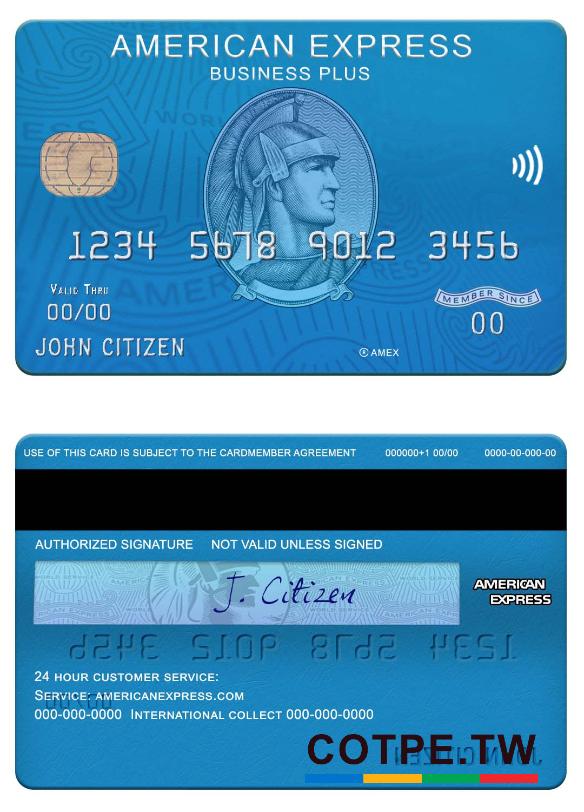 AMERICAN EXPRESS
BUSINESS PLUS
1234 5678 9012 3456
VALID THRU
00/00
MEMBER SINCE
00
JOHN CITIZEN
® AMEX
USE OF THIS CARD IS SUBJECT TO THE CARDMEMBER AGREEMENT 000000+1 00/00 0000-00-000-00
AUTHORIZED SIGNATURE NOT VALID UNLESS SIGNED
J. Citizen
AMERICAN
EXPRESS
24 HOUR CUSTOMER SERVICE:
SERVICE: AMERICANEXPRESS.COM
000-000-0000 INTERNATIONAL COLLECT 000-000-0000
COTPE.TW